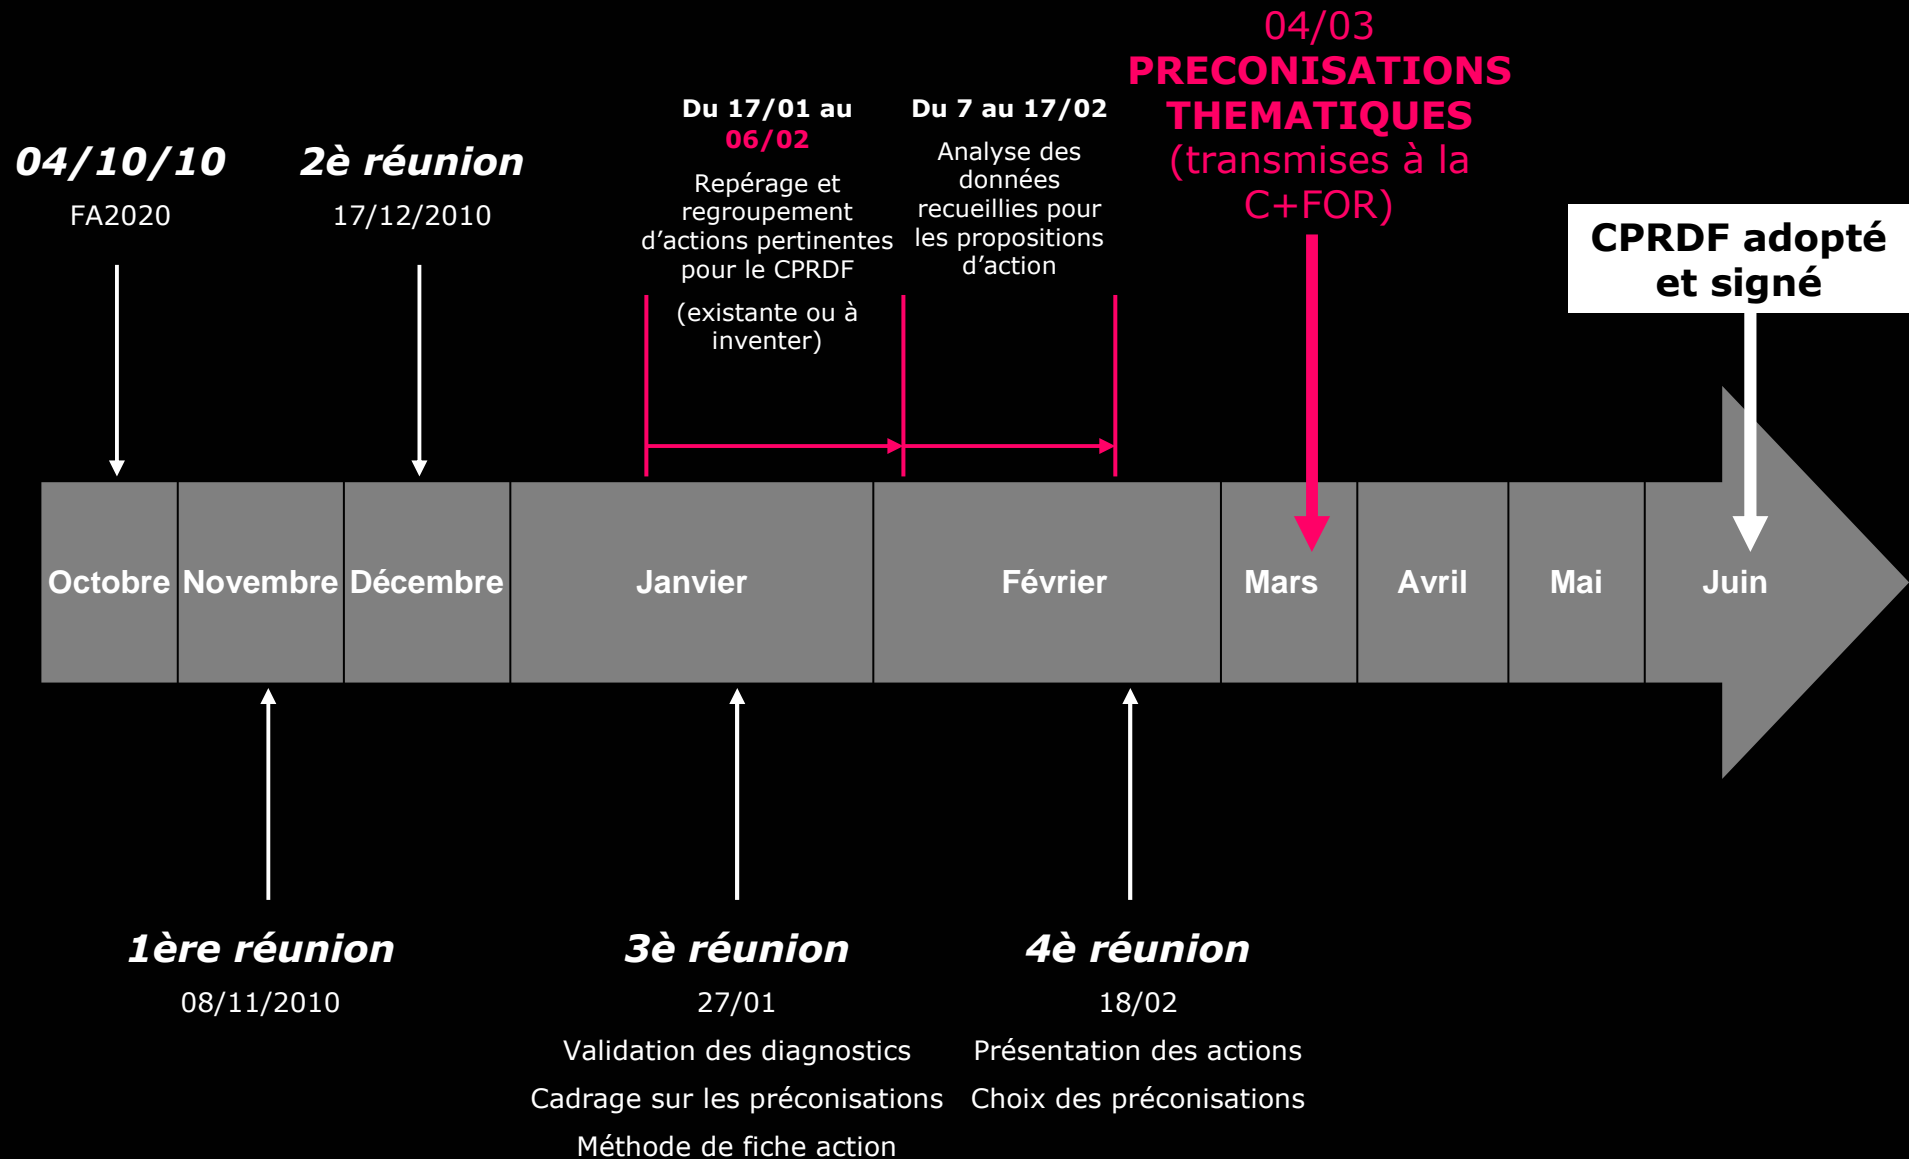 04/10/10
FA2020
2è réunion
17/12/2010
Du 17/01 au
06/02
Repérage et
regroupement
d’actions pertinentes
pour le CPRDF
(existante ou à
inventer)
Du 7 au 17/02
Analyse des
données
recueillies pour
les propositions
d’action
04/03
PRECONISATIONS
THEMATIQUES
(transmises à la
C+FOR)
CPRDF adopté
et signé
Octobre
Novembre
Décembre
Janvier
Février
Mars
Avril
Mai
Juin
1ère réunion
08/11/2010
3è réunion
27/01
Validation des diagnostics
Cadrage sur les préconisations
Méthode de fiche action
4è réunion
18/02
Présentation des actions
Choix des préconisations